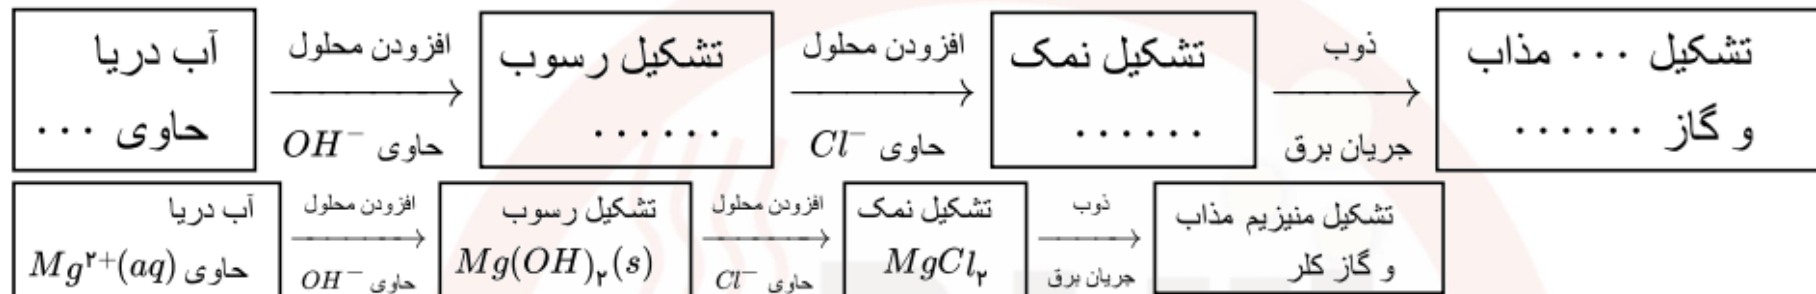 آب دریا
حاوی ...
افزودن محلول
حاوی OH⁻
تشکیل رسوب
......
افزودن محلول
حاوی Cl⁻
تشکیل نمک
......
ذوب
جریان برق
تشکیل ... مذاب
و گاز ......
آب دریا
حاوی Mg²⁺(aq)
افزودن محلول
حاوی OH⁻
تشکیل رسوب
Mg(OH)₂(s)
افزودن محلول
حاوی Cl⁻
تشکیل نمک
MgCl₂
ذوب
جریان برق
تشکیل منیزیم مذاب
و گاز کلر